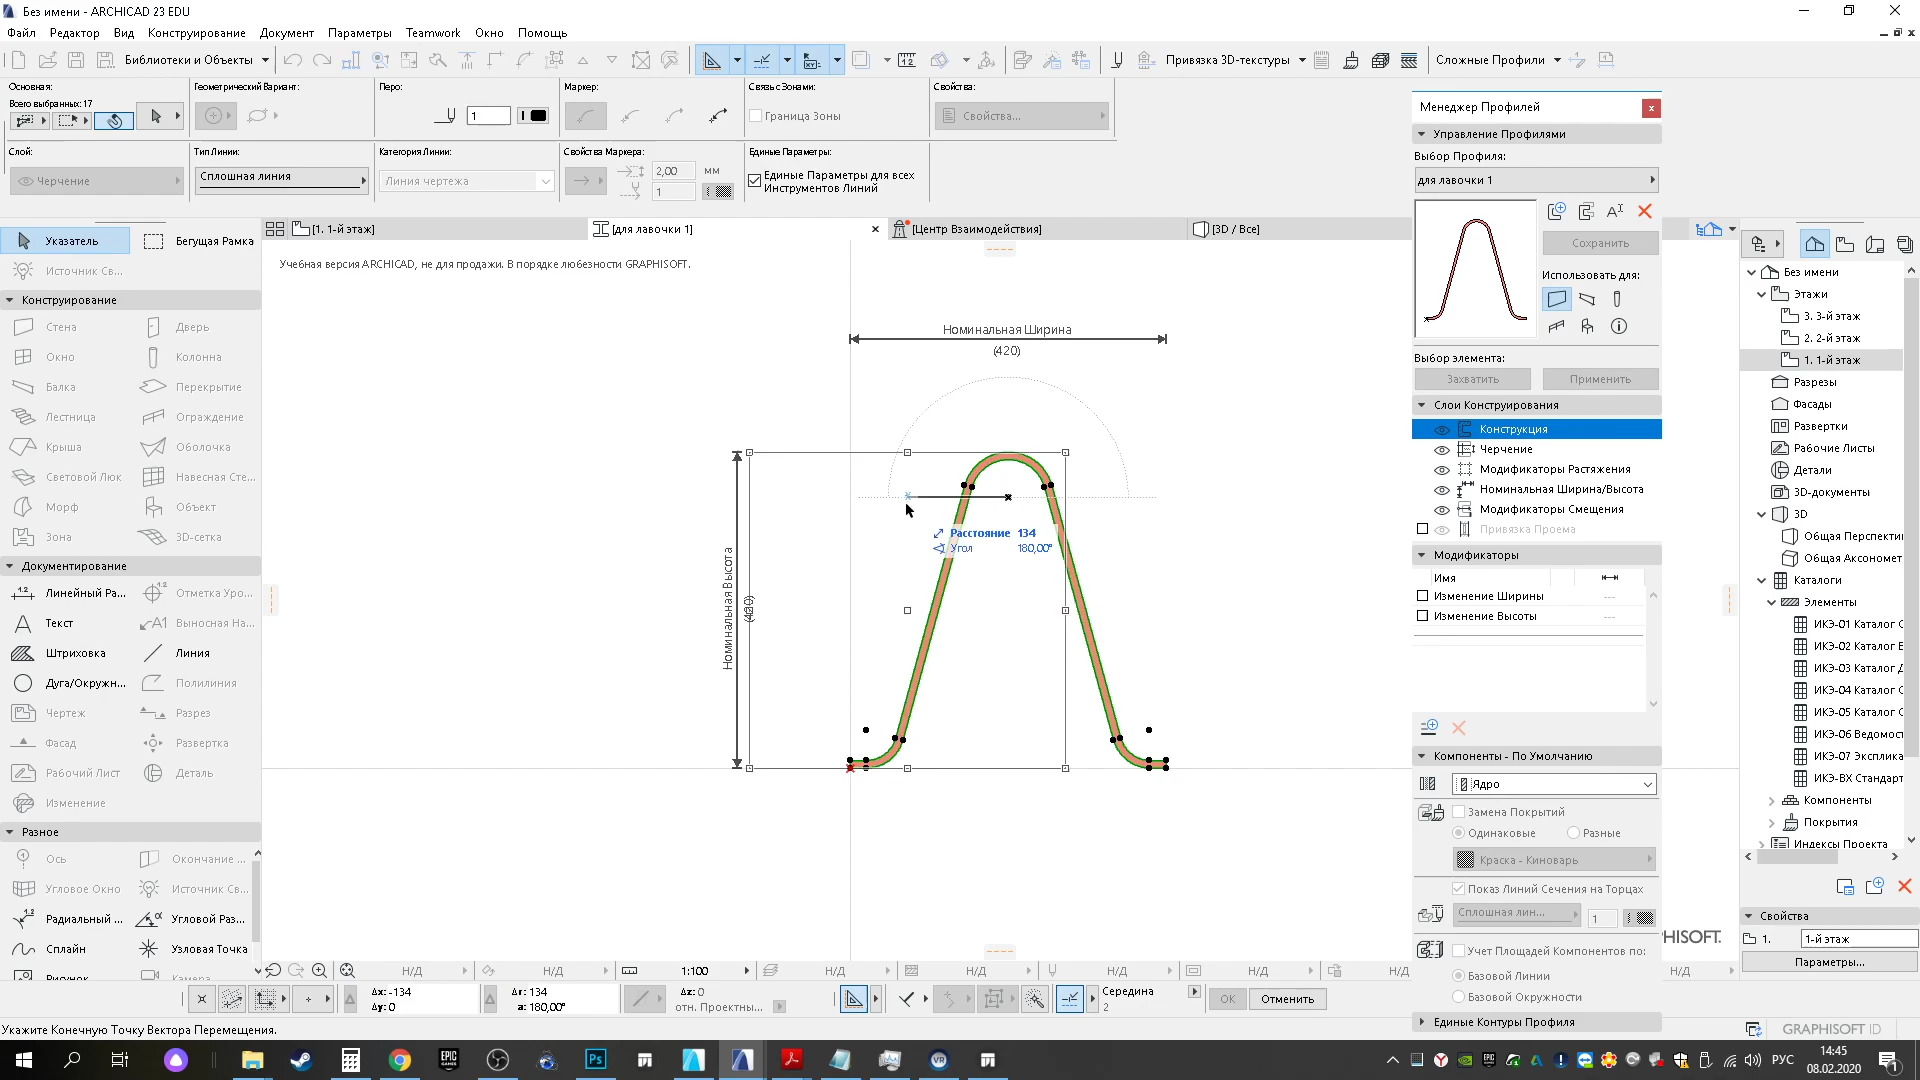 Без имени - ARCHICAD 23 EDU
Файл Редактор Вид Конструирование Документ Параметры Teamwork Окно Помощь
Библиотеки и Объекты
Привязка 3D-текстуры
Сложные Профили
Основная:
Всего выбранных: 17
Геометрический Вариант:
Перо:
1
Маркер:
Связь с Зонами:
Граница Зоны
Свойства:
Свойства...
Слой:
Черчение
Тип Линии:
Сплошная линия
Категория Линии:
Линия чертежа
Свойства Маркера:
2,00 мм
1
Единые Параметры:
Единые Параметры для всех
Инструментов Линий
[1. 1-й этаж]
[для лавочки 1]
[Центр Взаимодействия]
[3D / Все]
Указатель
Бегущая Рамка
Источник Св...
Конструирование
Стена
Дверь
Окно
Колонна
Балка
Перекрытие
Лестница
Ограждение
Крыша
Оболочка
Световой Люк
Навесная Сте...
Морф
Объект
Зона
3D-сетка
Документирование
Линейный Ра...
Отметка Уро...
Текст
Выносная На...
Штриховка
Линия
Дуга/Окружн...
Полилиния
Чертеж
Разрез
Фасад
Развертка
Рабочий Лист
Деталь
Изменение
Разное
Ось
Окончание ...
Угловое Окно
Источник Св...
Радиальный ...
Угловой Раз...
Сплайн
Узловая Точка
Рисунок
Камера
Учебная версия ARCHICAD, не для продажи. В порядке любезности GRAPHISOFT.
Номинальная Ширина
(420)
Номинальная Высота
(420)
Расстояние 134
Угол 180,00°
Менеджер Профилей
Управление Профилями
Выбор Профиля:
для лавочки 1
Сохранить
Использовать для:
Выбор элемента:
Захватить
Применить
Слои Конструирования
Конструкция
Черчение
Модификаторы Растяжения
Номинальная Ширина/Высота
Модификаторы Смещения
Привязка Проема
Модификаторы
Имя
Изменение Ширины ---
Изменение Высоты ---
Компоненты - По Умолчанию
Ядро
Замена Покрытий
Одинаковые
Разные
Краска - Киноварь
Показ Линий Сечения на Торцах
Сплошная лин...
1
Учет Площадей Компонентов по:
Базовой Линии
Базовой Окружности
Единые Контуры Профиля
Без имени
Этажи
3. 3-й этаж
2. 2-й этаж
1. 1-й этаж
Разрезы
Фасады
Развертки
Рабочие Листы
Детали
3D-документы
3D
Общая Перспекти
Общая Аксономет
Каталоги
Элементы
ИКЭ-01 Каталог С
ИКЭ-02 Каталог Е
ИКЭ-03 Каталог Д
ИКЭ-04 Каталог С
ИКЭ-05 Каталог С
ИКЭ-06 Ведомост
ИКЭ-07 Экспликa
ИКЭ-ВХ Стандарт
Компоненты
Покрытия
Индексы Проекта
Свойства
1. 1-й этаж
Параметры...
PHISOFT.
Н/Д Н/Д 1:100 Н/Д Н/Д Н/Д Н/Д Н/Д Н/Д
Δx: -134
Δy: 0
Δr: 134
a: 180,00°
Δz: 0
отн. Проектны...
Середина
2
OK
Отменить
Укажите Конечную Точку Вектора Перемещения.
GRAPHISOFT ID
РУС
14:45
08.02.2020